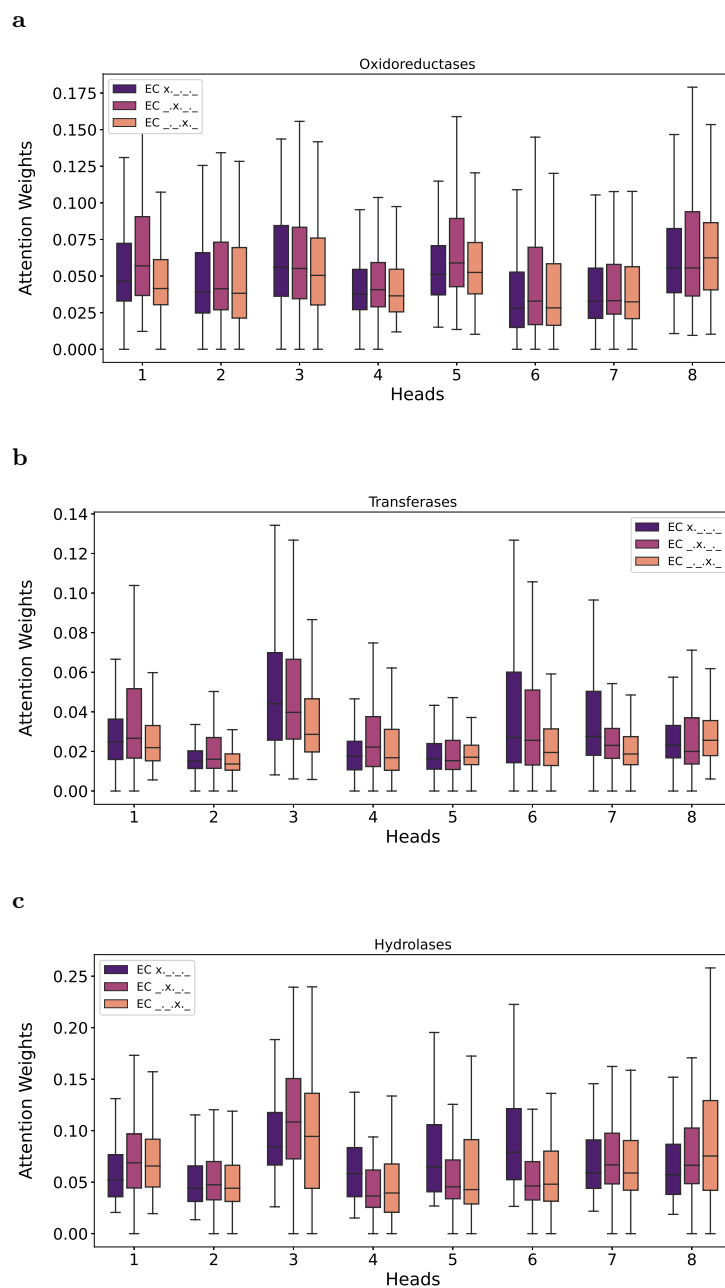 a
Oxidoreductases
EC x._._._
EC _.x._._
EC _._.x._
0.175
0.150
0.125
0.100
0.075
0.050
0.025
0.000
Attention Weights
1 2 3 4 5 6 7 8
Heads
b
Transferases
EC x._._._
EC _.x._._
EC _._.x._
0.14
0.12
0.10
0.08
0.06
0.04
0.02
0.00
Attention Weights
1 2 3 4 5 6 7 8
Heads
c
Hydrolases
EC x._._._
EC _.x._._
EC _._.x._
0.25
0.20
0.15
0.10
0.05
0.00
Attention Weights
1 2 3 4 5 6 7 8
Heads